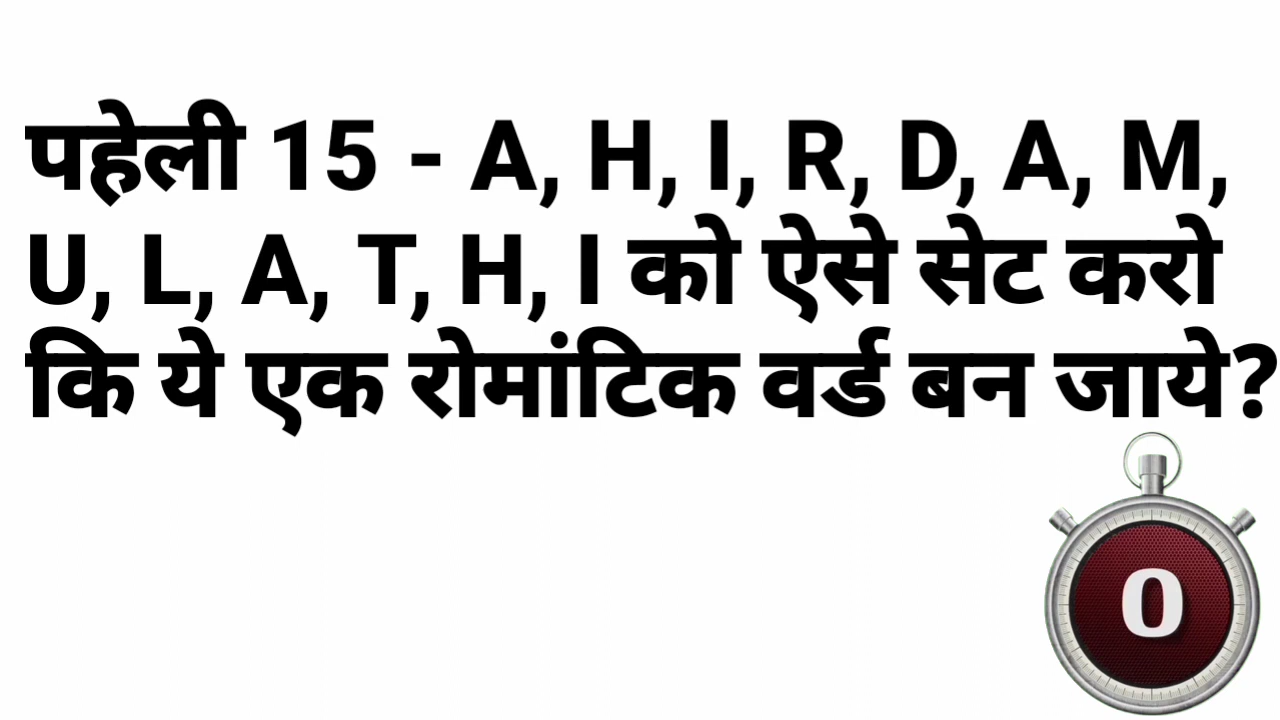 पहेली 15 - A, H, I, R, D, A, M,
U, L, A, T, H, I को ऐसे सेट करो
कि ये एक रोमांटिक वर्ड बन जाये?
0